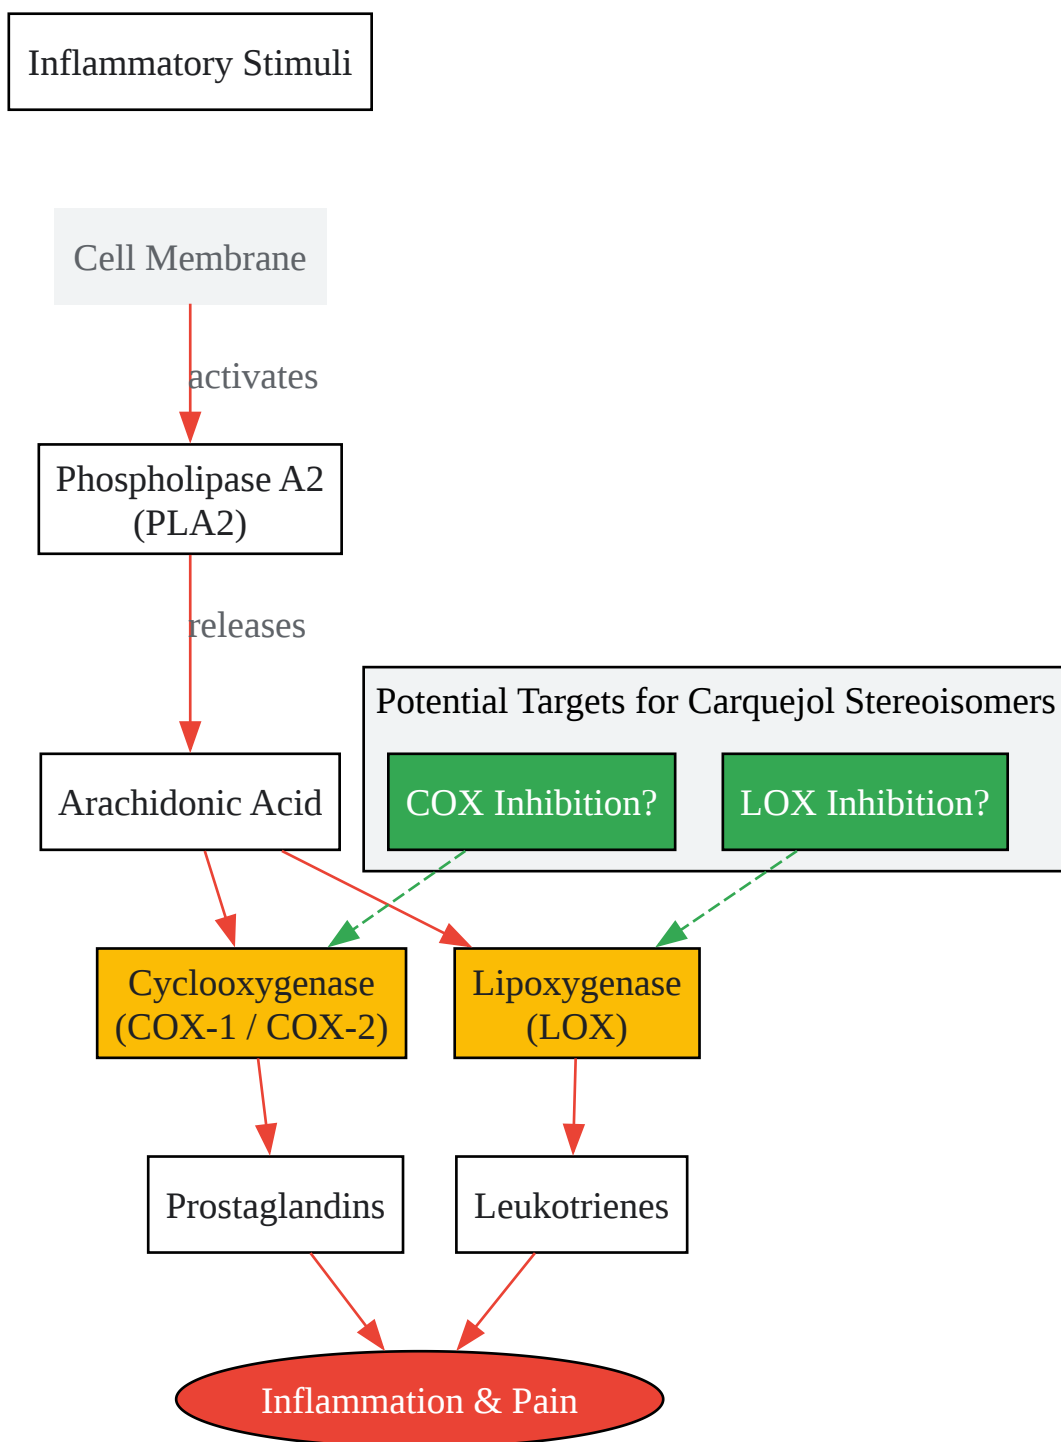 Inflammatory Stimuli
Cell Membrane
activates
Phospholipase A2
(PLA2)
releases
Potential Targets for Carquejol Stereoisomers
Arachidonic Acid
COX Inhibition?
LOX Inhibition?
Cyclooxygenase
(COX-1 / COX-2)
Lipoxygenase
(LOX)
Prostaglandins
Leukotrienes
Inflammation & Pain